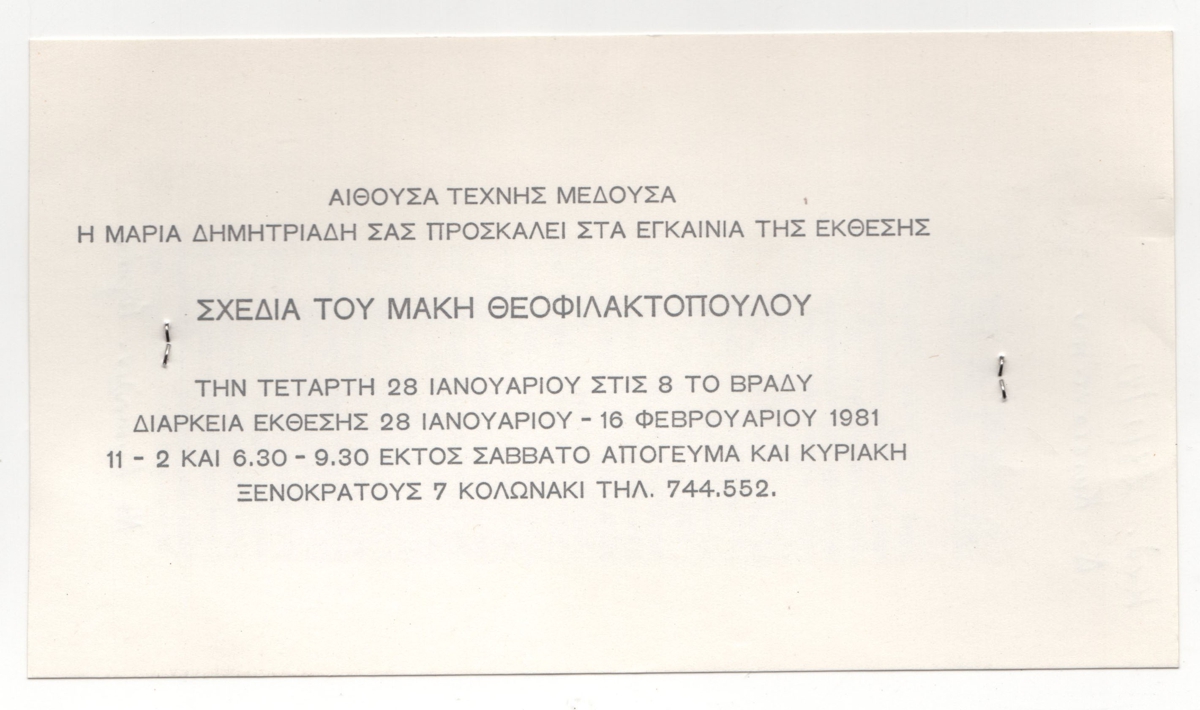 ΑΙΘΟΥΣΑ ΤΕΧΝΗΣ ΜΕΔΟΥΣΑ
Η ΜΑΡΙΑ ΔΗΜΗΤΡΙΑΔΗ ΣΑΣ ΠΡΟΣΚΑΛΕΙ ΣΤΑ ΕΓΚΑΙΝΙΑ ΤΗΣ ΕΚΘΕΣΗΣ
ΣΧΕΔΙΑ ΤΟΥ ΜΑΚΗ ΘΕΟΦΙΛΑΚΤΟΠΟΥΛΟΥ
ΤΗΝ ΤΕΤΑΡΤΗ 28 ΙΑΝΟΥΑΡΙΟΥ ΣΤΙΣ 8 ΤΟ ΒΡΑΔΥ
ΔΙΑΡΚΕΙΑ ΕΚΘΕΣΗΣ 28 ΙΑΝΟΥΑΡΙΟΥ - 16 ΦΕΒΡΟΥΑΡΙΟΥ 1981
11 - 2 ΚΑΙ 6.30 - 9.30 ΕΚΤΟΣ ΣΑΒΒΑΤΟ ΑΠΟΓΕΥΜΑ ΚΑΙ ΚΥΡΙΑΚΗ
ΞΕΝΟΚΡΑΤΟΥΣ 7 ΚΟΛΩΝΑΚΙ ΤΗΛ. 744.552.